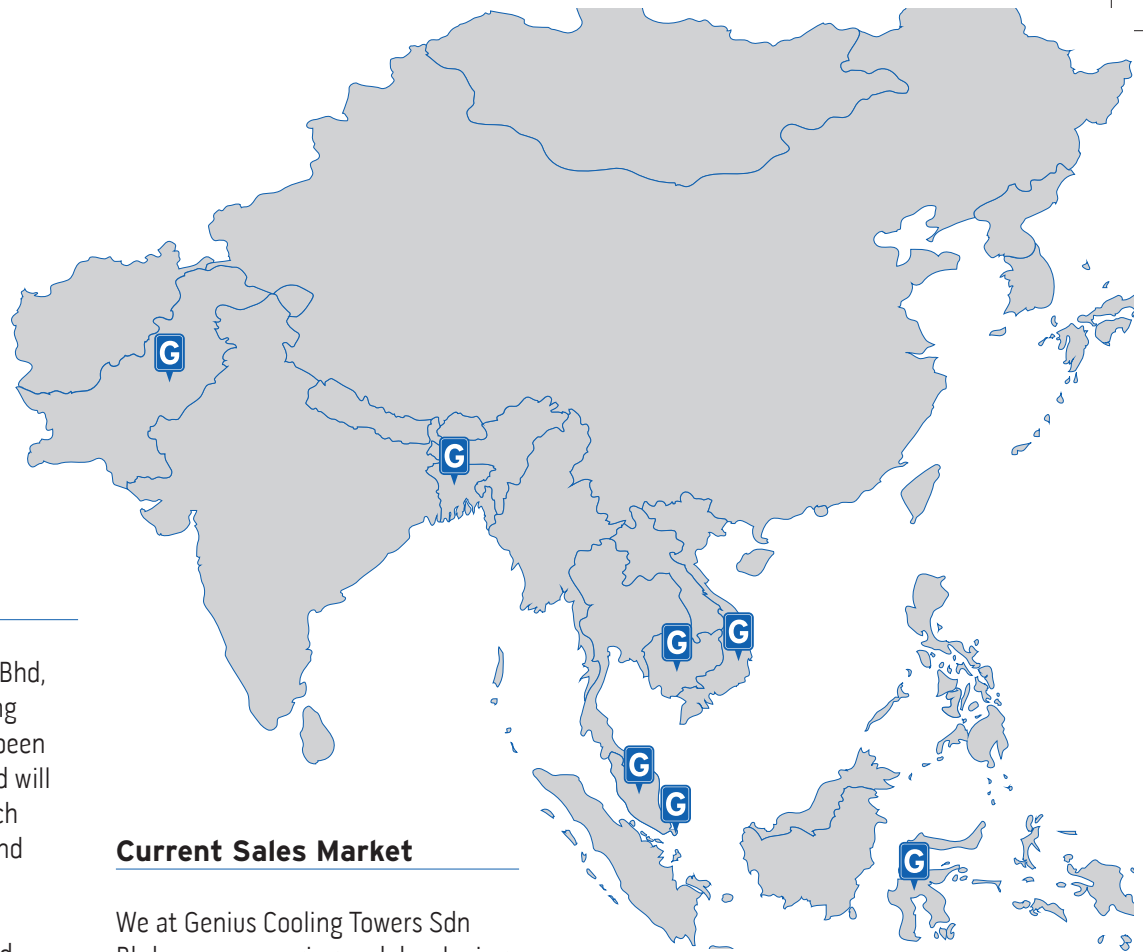 Bhd,
ng
been
d will
ch
nd
Current Sales Market
We at Genius Cooling Towers Sdn
G
G
G
G
G
G
G